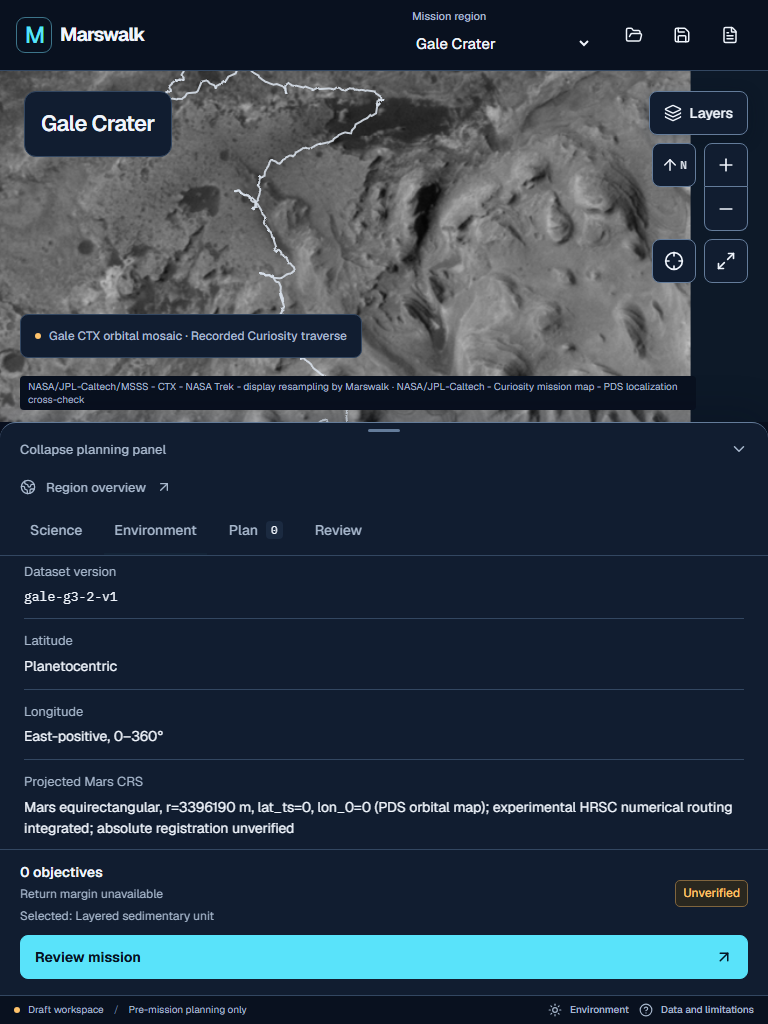 M Marswalk
Mission region
Gale Crater
Gale Crater
Layers
N
+
−
Gale CTX orbital mosaic · Recorded Curiosity traverse
NASA/JPL-Caltech/MSSS - CTX - NASA Trek - display resampling by Marswalk · NASA/JPL-Caltech - Curiosity mission map - PDS localization
cross-check
Collapse planning panel
Region overview
Science Environment Plan 0 Review
Dataset version
gale-g3-2-v1
Latitude
Planetocentric
Longitude
East-positive, 0–360°
Projected Mars CRS
Mars equirectangular, r=3396190 m, lat_ts=0, lon_0=0 (PDS orbital map); experimental HRSC numerical routing
integrated; absolute registration unverified
0 objectives
Return margin unavailable
Selected: Layered sedimentary unit
Unverified
Review mission
Draft workspace / Pre-mission planning only
Environment
Data and limitations